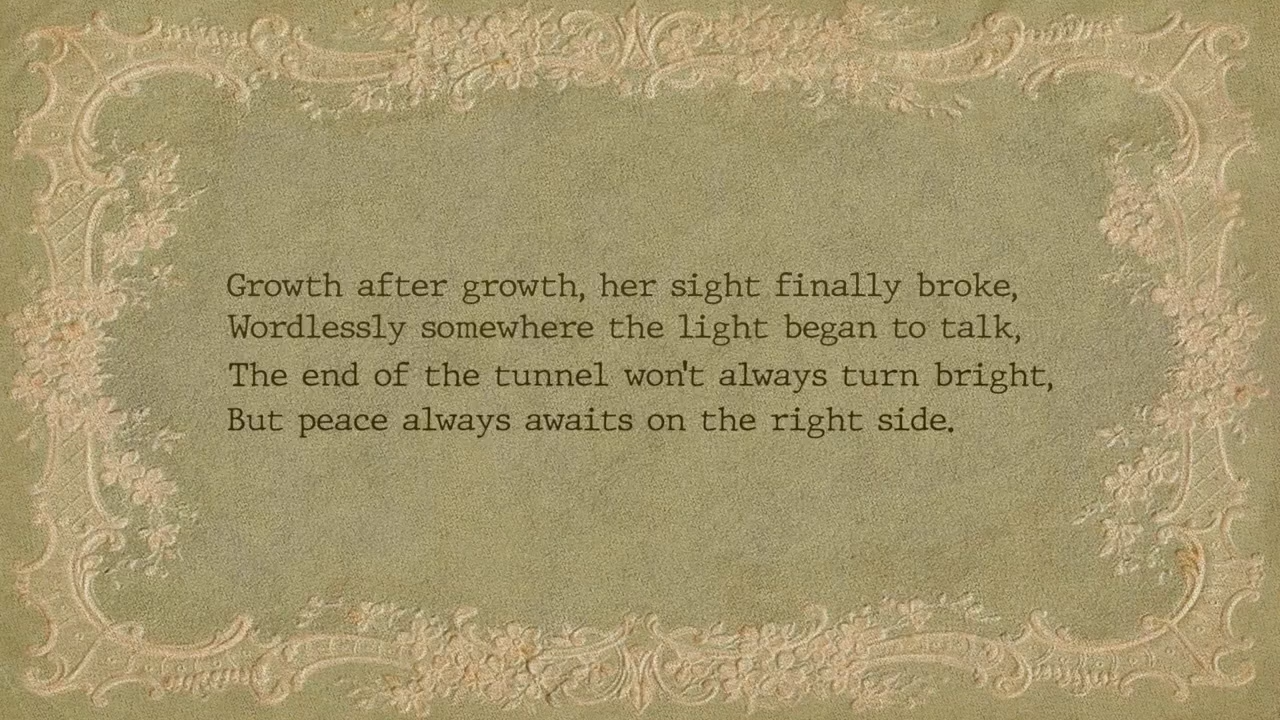 Growth after growth, her sight finally broke,
Wordlessly somewhere the light began to talk,
The end of the tunnel won't always turn bright,
But peace always awaits on the right side.